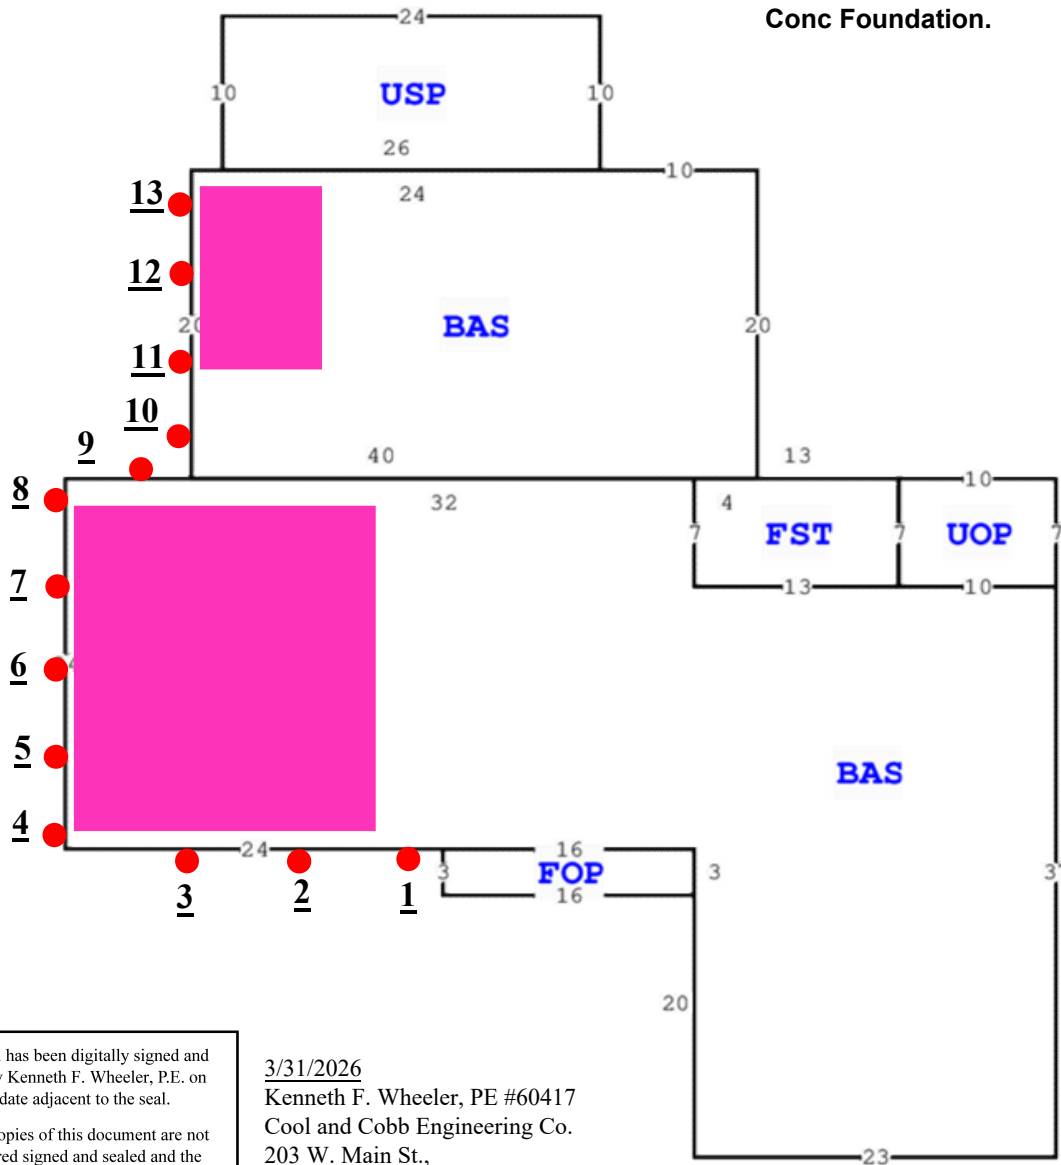 Conc Foundation.
24
10
USP
10
26
10
13
24
12
20
BAS
20
11
10
9
40
13
8
32
4
10
7
FST
7
UOP
7
7
13
10
6
5
BAS
4
24
16
3
FOP
3
3
2
1
16
20
has been digitally signed and
Kenneth F. Wheeler, P.E. on
date adjacent to the seal.
opies of this document are not
red signed and sealed and the
3/31/2026
Kenneth F. Wheeler, PE #60417
Cool and Cobb Engineering Co.
203 W. Main St.,
23